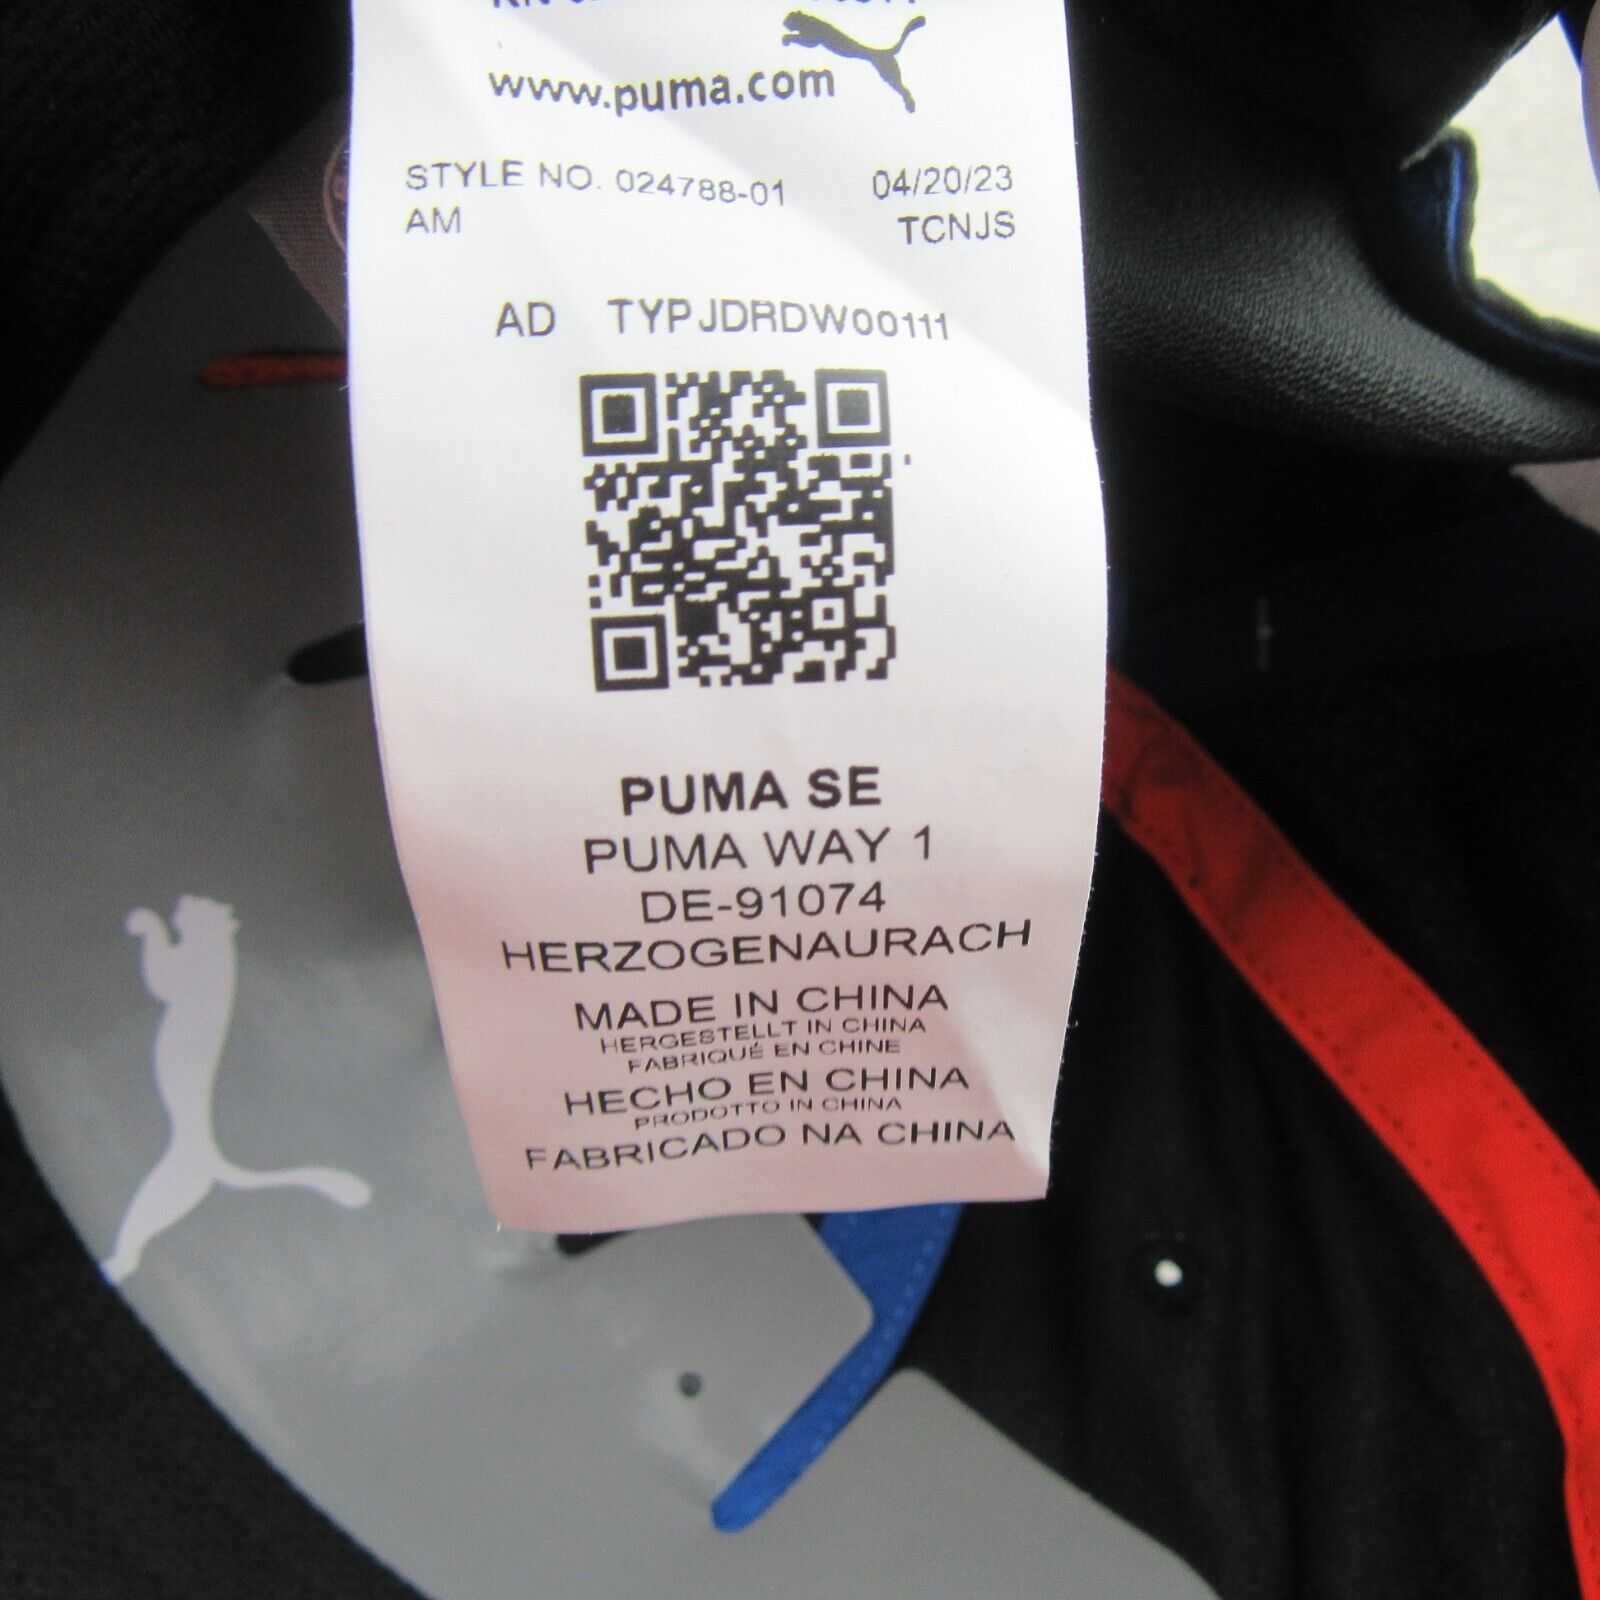 www.puma.com
STYLE NO. 024788-01 04/20/23
AM TCNJS
AD TYPJDRDW00111
PUMA SE
PUMA WAY 1
DE-91074
HERZOGENAURACH
MADE IN CHINA
HERGESTELLT IN CHINA
FABRIQUÉ EN CHINE
HECHO EN CHINA
PRODOTTO IN CHINA
FABRICADO NA CHINA